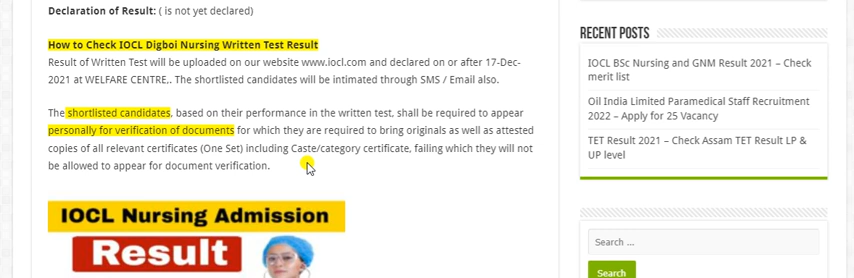 Declaration of Result: ( is not yet declared)
How to Check IOCL Digboi Nursing Written Test Result
Result of Written Test will be uploaded on our website www.iocl.com and declared on or after 17-Dec-
2021 at WELFARE CENTRE,. The shortlisted candidates will be intimated through SMS / Email also.
The shortlisted candidates, based on their performance in the written test, shall be required to appear
personally for verification of documents for which they are required to bring originals as well as attested
copies of all relevant certificates (One Set) including Caste/category certificate, failing which they will not
be allowed to appear for document verification.
IOCL Nursing Admission
Result
RECENT POSTS
IOCL BSc Nursing and GNM Result 2021 – Check
merit list
Oil India Limited Paramedical Staff Recruitment
2022 – Apply for 25 Vacancy
TET Result 2021 – Check Assam TET Result LP &
UP level
Search ...
Search